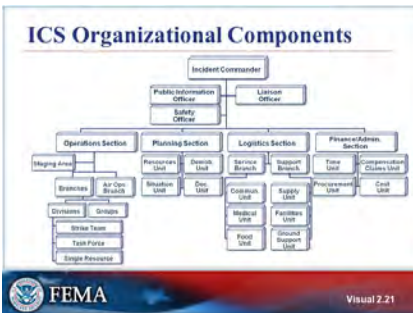 ICS Organizational Components
Incident Commander
Public Information
Officer
Liaison
Officer
Safety
Officer
Operations Section
Planning Section
Logistics Section
Finance/Admin.
Section
Staging Area
Resources
Unit
Demob.
Unit
Service
Branch
Support
Branch
Time
Unit
Compensation
Claims Unit
Branches
Air Ops.
Branch
Situation
Unit
Doc.
Unit
Commun.
Unit
Supply
Unit
Procurement
Unit
Cost
Unit
Divisions
Groups
Medical
Unit
Facilities
Unit
Strike Team
Task Force
Single Resource
Food
Unit
Ground
Support
Unit
FEMA
Visual 2.21